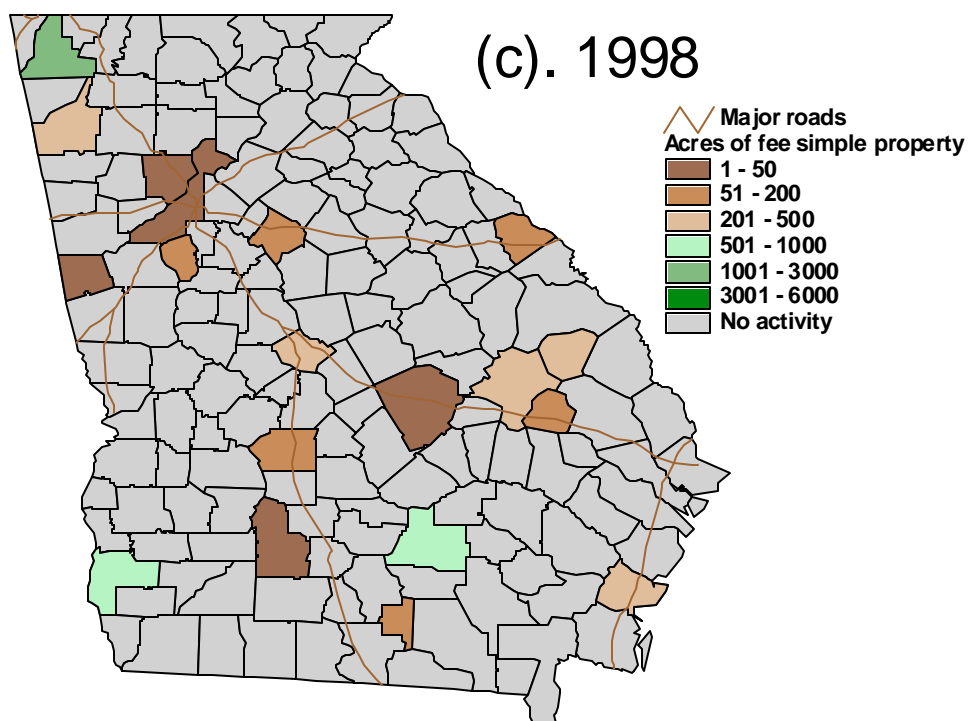 (c). 1998
Major roads
Acres of fee simple property
1 - 50
51 - 200
201 - 500
501 - 1000
1001 - 3000
3001 - 6000
No activity